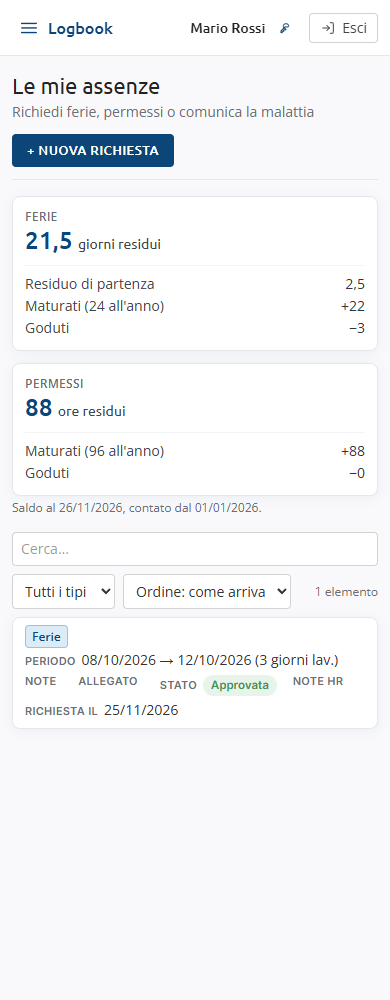 Logbook Mario Rossi Esci
Le mie assenze
Richiedi ferie, permessi o comunica la malattia
+ NUOVA RICHIESTA
FERIE
21,5 giorni residui
Residuo di partenza 2,5
Maturati (24 all'anno) +22
Goduti −3
PERMESSI
88 ore residui
Maturati (96 all'anno) +88
Goduti −0
Saldo al 26/11/2026, contato dal 01/01/2026.
Cerca...
Tutti i tipi Ordine: come arriva 1 elemento
Ferie
PERIODO 08/10/2026 → 12/10/2026 (3 giorni lav.)
NOTE ALLEGATO STATO Approvata NOTE HR
RICHIESTA IL 25/11/2026